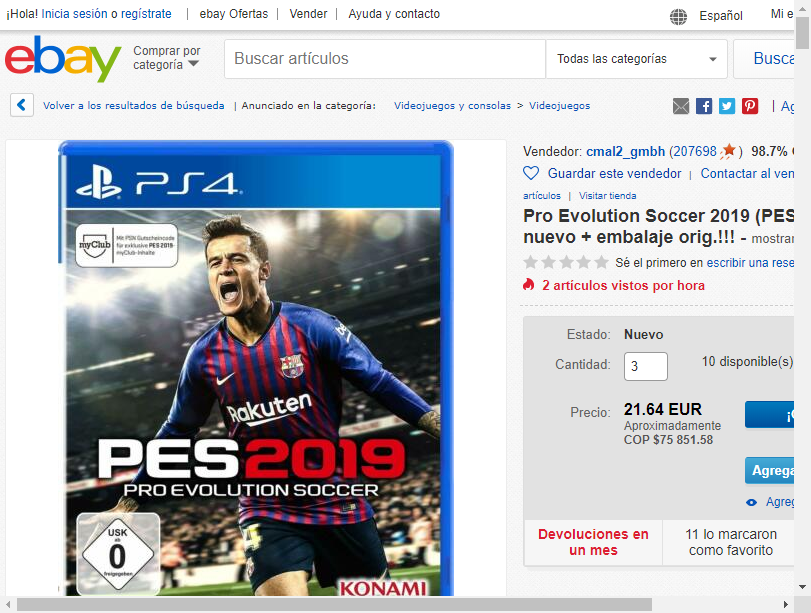 ¡Hola! Inicia sesión o regístrate | ebay Ofertas | Vender | Ayuda y contacto Español Mi e
ebay Comprar por categoría Buscar artículos Todas las categorías Busca
Volver a los resultados de búsqueda | Anunciado en la categoría: Videojuegos y consolas > Videojuegos | Ag
PS4
myClub
Mit PSN Gutscheincode
für exklusive PES 2019
myClub-Inhalte
beko
Rakuten
PES2019
PRO EVOLUTION SOCCER
4
USK
ab
0
freigegeben
KONAMI
Vendedor: cmal2_gmbh (207698 ) 98.7%
Guardar este vendedor | Contactar al ven
artículos | Visitar tienda
Pro Evolution Soccer 2019 (PES
nuevo + embalaje orig.!!! - mostrar
Sé el primero en escribir una rese
2 artículos vistos por hora
Estado: Nuevo
Cantidad: 3 10 disponible(s)
Precio: 21.64 EUR
Aproximadamente
COP $75 851.58
Agrega
Agreg
Devoluciones en
un mes
11 lo marcaron
como favorito